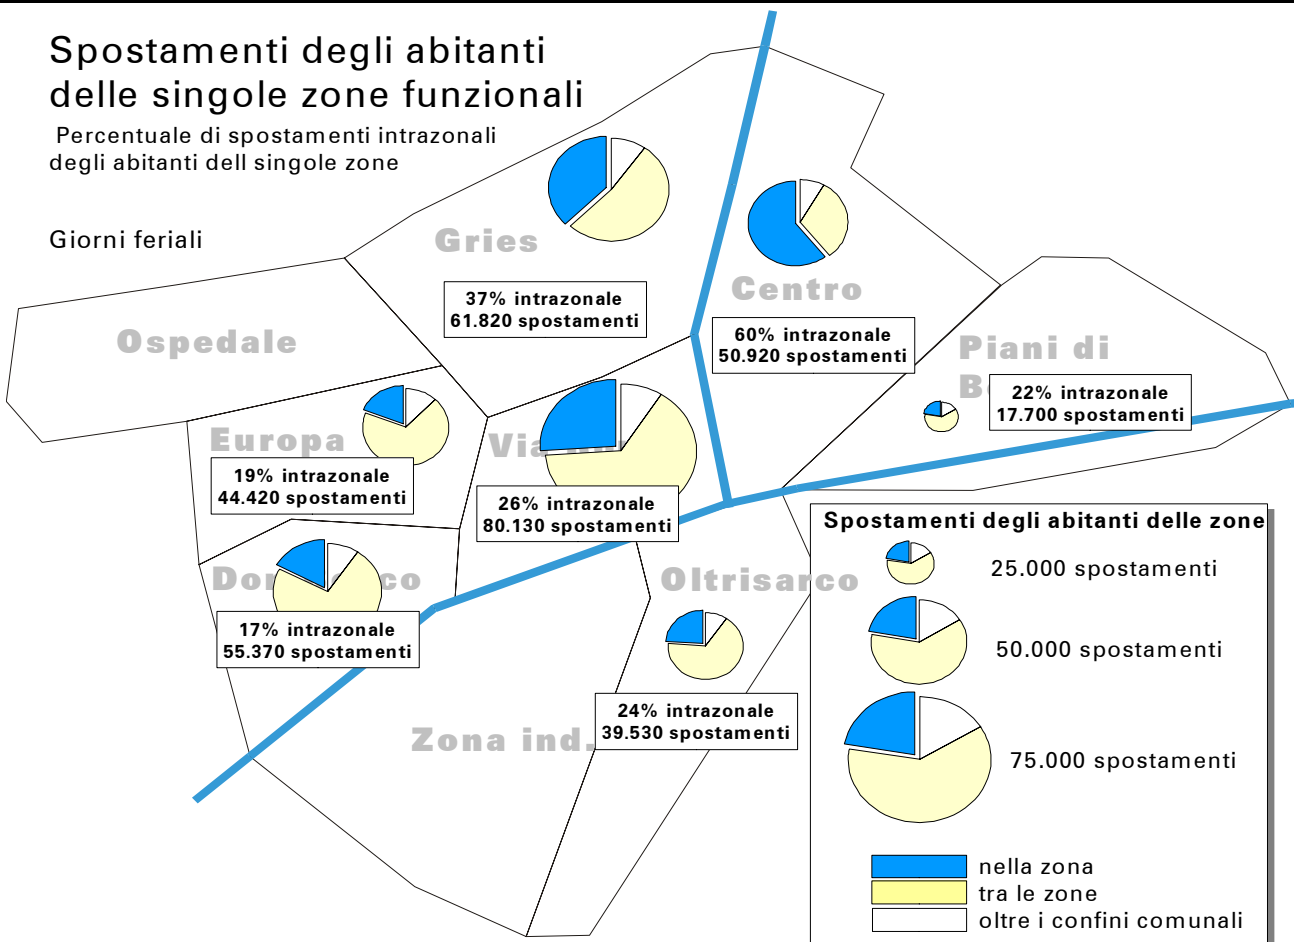 Spostamenti degli abitanti
delle singole zone funzionali
Percentuale di spostamenti intrazonali
degli abitanti dell singole zone
Giorni feriali
Gries
37% intrazonale
61.820 spostamenti
Centro
60% intrazonale
50.920 spostamenti
Ospedale
Piani di
22% intrazonale
17.700 spostamenti
Europa
19% intrazonale
44.420 spostamenti
Via
26% intrazonale
80.130 spostamenti
17% intrazonale
55.370 spostamenti
Oltrisarco
24% intrazonale
39.530 spostamenti
Zona ind.
Spostamenti degli abitanti delle zone
25.000 spostamenti
50.000 spostamenti
75.000 spostamenti
nella zona
tra le zone
oltre i confini comunali